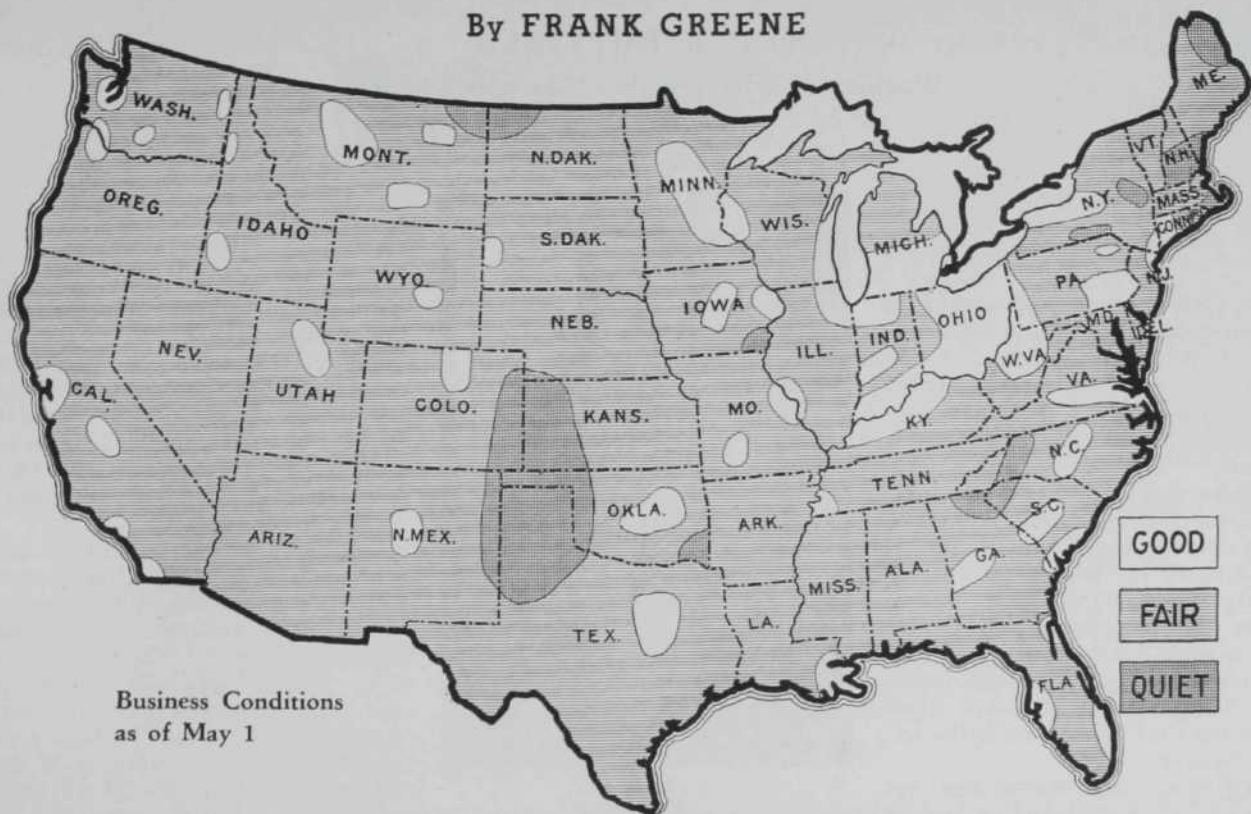 By FRANK GREENE
WASH.
MONT.
N.DAK.
MINN.
ME.
VT.
N.H.
OREG.
IDAHO
S.DAK.
WIS.
MICH.
N.Y.
MASS.
CONN.
WYO.
IOWA
PA.
N.J.
NEB.
OHIO
NEV.
ILL.
IND.
MD.
DEL.
CAL.
UTAH
COLO.
W.VA.
VA.
KANS.
MO.
KY.
N.C.
TENN
ARIZ.
N.MEX.
OKLA.
ARK.
S.C.
MISS.
ALA.
GA.
TEX.
LA.
FLA
GOOD
FAIR
QUIET
Business Conditions
as of May 1